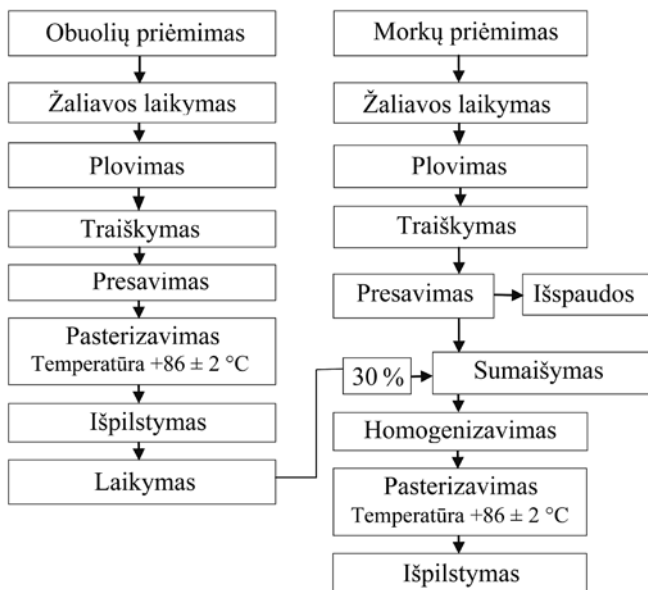 Obuolių priėmimas
Žaliavos laikymas
Plovimas
Traiškymas
Presavimas
Pasterizavimas
Temperatūra +86 ± 2 °C
Išpilstymas
Laikymas
Morkų priėmimas
Žaliavos laikymas
Plovimas
Traiškymas
Presavimas
Išspaudos
30 %
Sumaišymas
Homogenizavimas
Pasterizavimas
Temperatūra +86 ± 2 °C
Išpilstymas